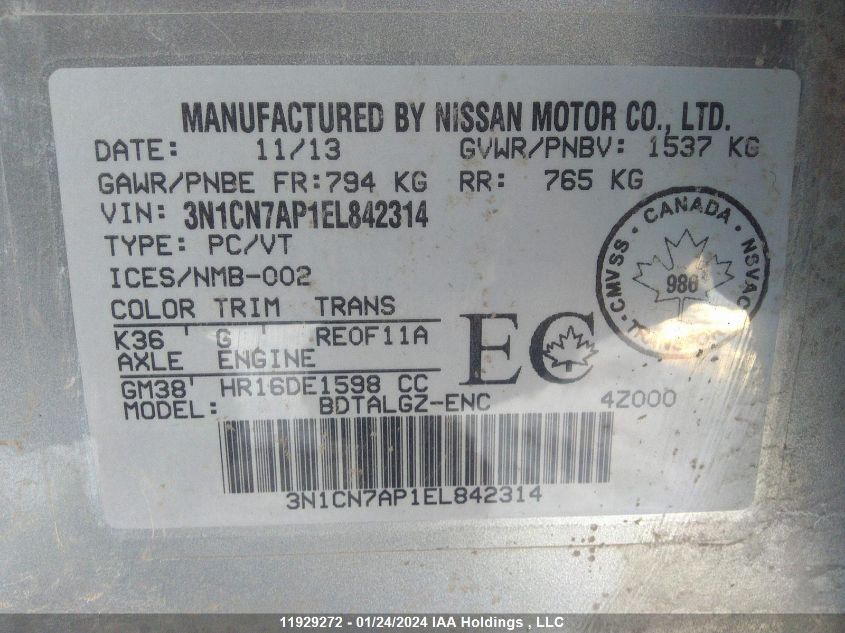 MANUFACTURED BY NISSAN MOTOR CO., LTD.
DATE: 11/13 GVWR/PNBV: 1537 KG
GAWR/PNBE FR:794 KG RR: 765 KG
VIN: 3N1CN7AP1EL842314
TYPE: PC/VT
ICES/NMB-002
COLOR TRIM TRANS
K36 ' G ' RE0F11A
AXLE ENGINE
GM38' HR16DE1598 CC
MODEL: BDTALGZ-ENC 4Z000
EC
CMVSS · CANADA · NSVAC
980
3N1CN7AP1EL842314
11929272 - 01/24/2024 IAA Holdings , LLC